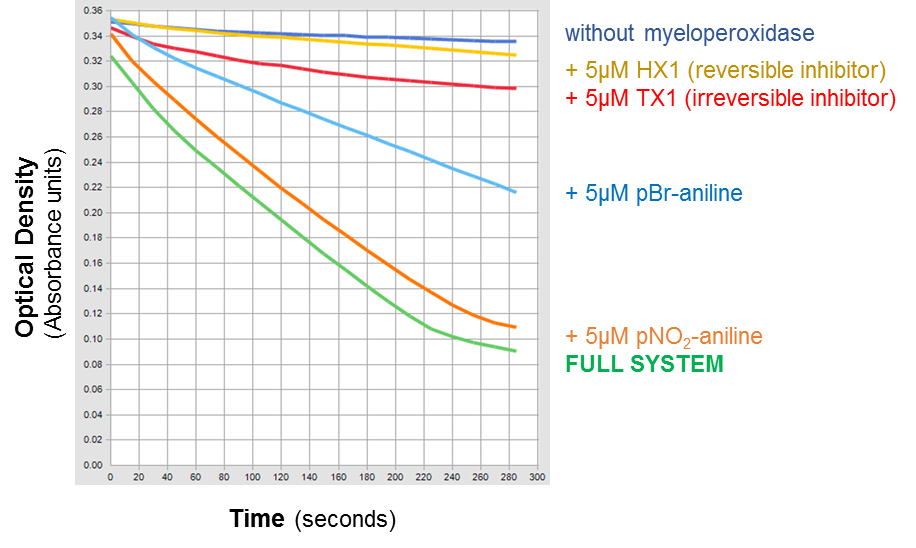 0.36
0.34
0.32
0.30
0.28
0.26
0.24
0.22
0.20
0.18
0.16
0.14
0.12
0.10
0.08
0.06
0.04
0.02
0.00
0 20 40 60 80 100 120 140 160 180 200 220 240 260 280 300
Optical Density
(Absorbance units)
Time (seconds)
without myeloperoxidase
+ 5µM HX1 (reversible inhibitor)
+ 5µM TX1 (irreversible inhibitor)
+ 5µM pBr-aniline
+ 5µM pNO₂-aniline
FULL SYSTEM